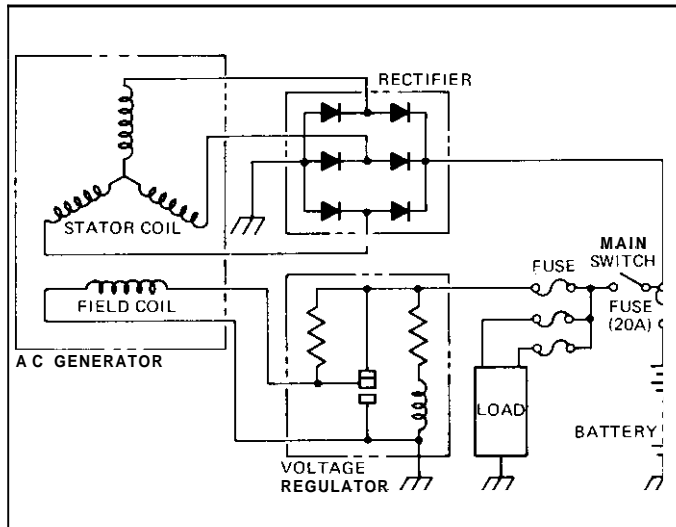 RECTIFIER
STATOR COIL
MAIN
SWITCH
FUSE
FUSE
(20A)
FIELD COIL
A C GENERATOR
LOAD
BATTERY
VOLTAGE
REGULATOR